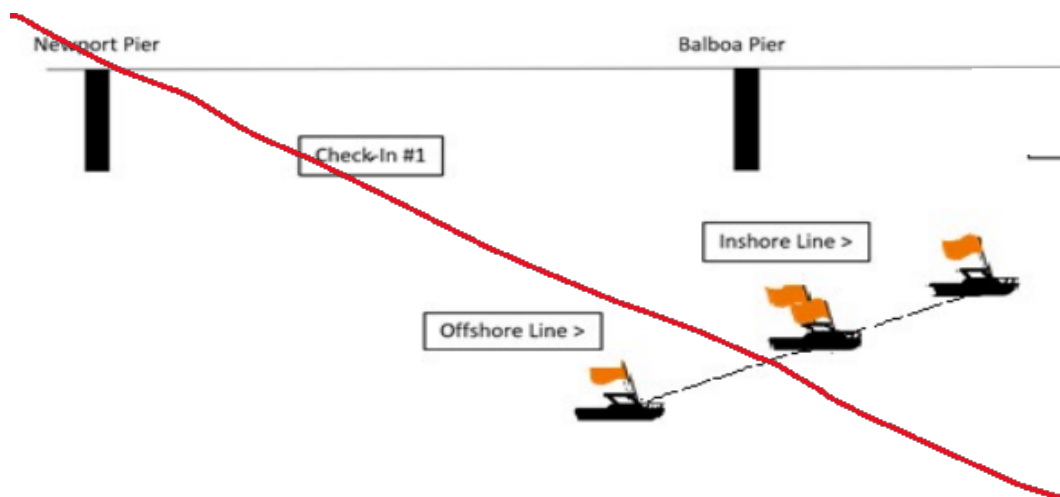 Newport Pier
Balboa Pier
Check-In #1
Inshore Line >
Offshore Line >